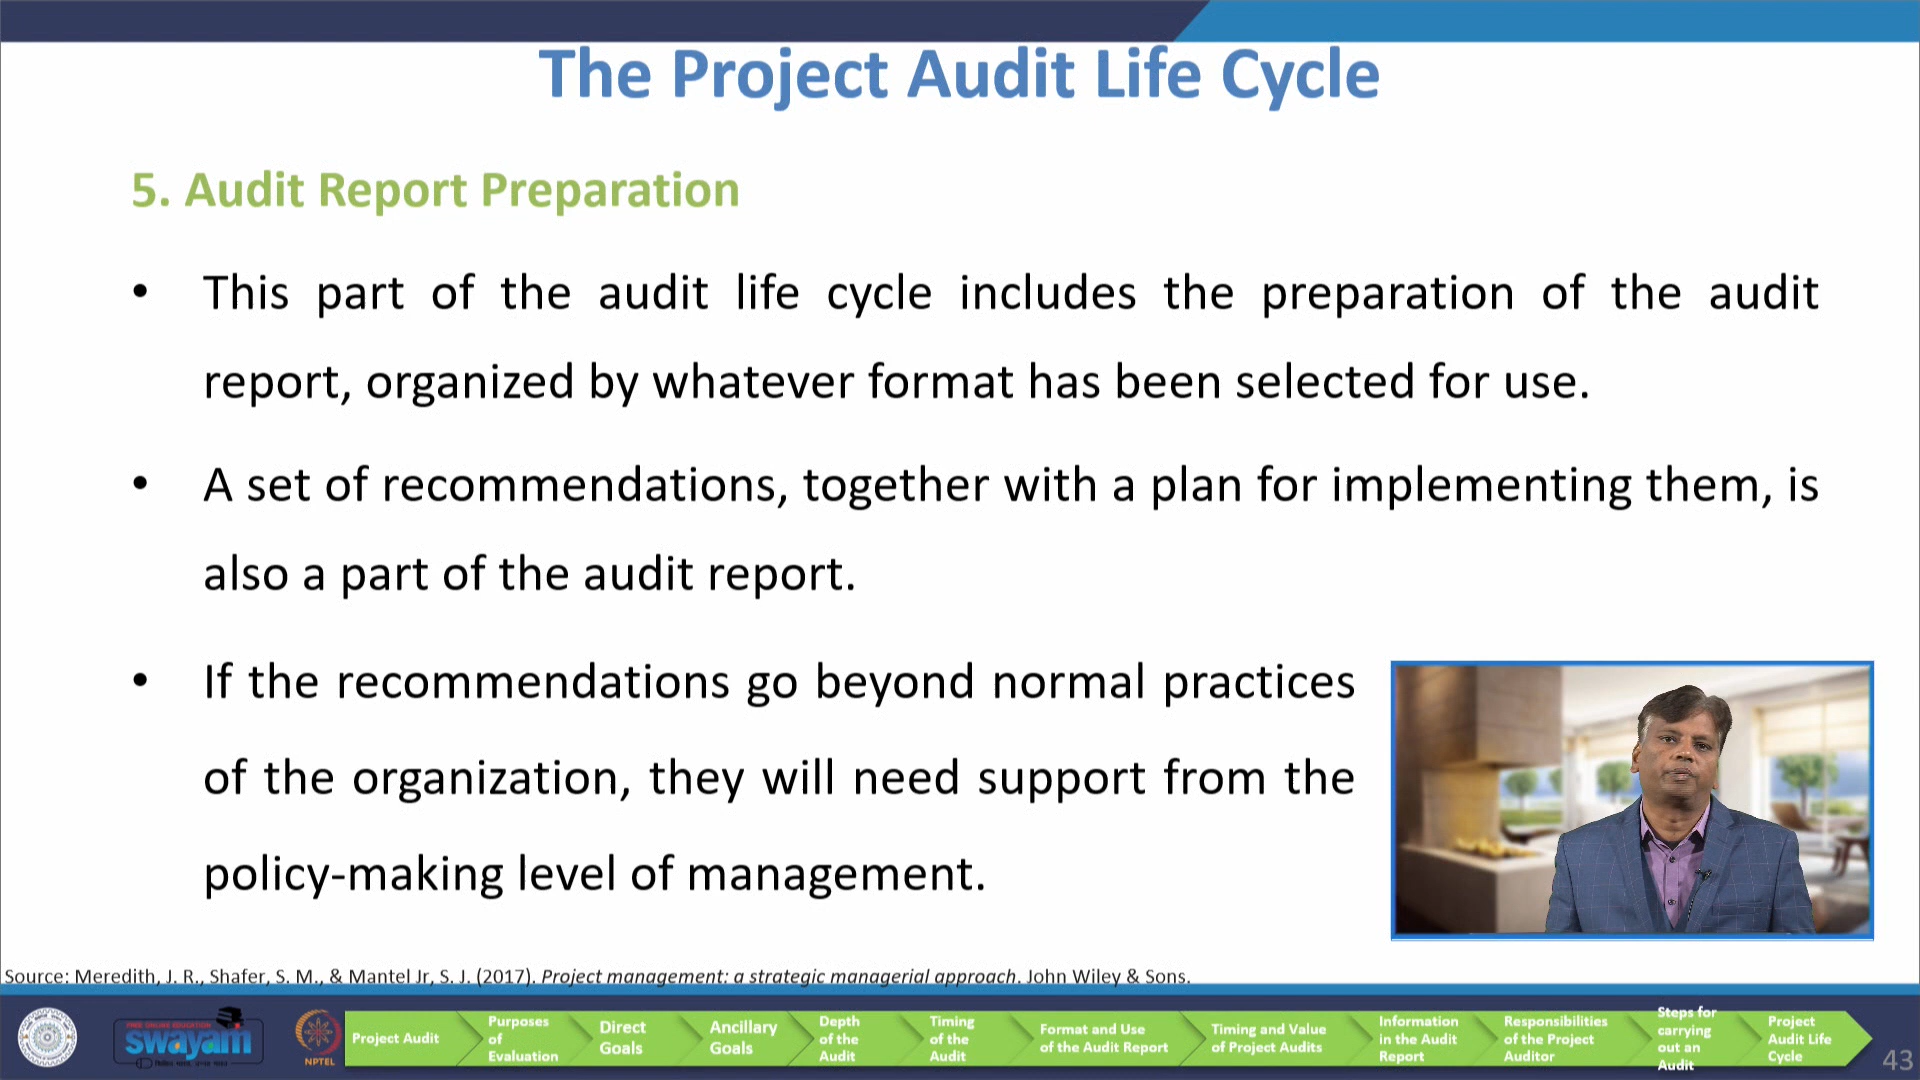 The Project Audit Life Cycle
5. Audit Report Preparation
• This part of the audit life cycle includes the preparation of the audit
report, organized by whatever format has been selected for use.
• A set of recommendations, together with a plan for implementing them, is
also a part of the audit report.
• If the recommendations go beyond normal practices
of the organization, they will need support from the
policy-making level of management.
Source: Meredith, J. R., Shafer, S. M., & Mantel Jr, S. J. (2017). Project management: a strategic managerial approach. John Wiley & Sons.
swayam
NPTEL
Project Audit
Purposes
of
Evaluation
Direct
Goals
Ancillary
Goals
Depth
of the
Audit
Timing
of the
Audit
Format and Use
of the Audit Report
Timing and Value
of Project Audits
Information
in the Audit
Report
Responsibilities
of the Project
Auditor
Steps for
carrying
out an
Audit
Project
Audit Life
Cycle
43